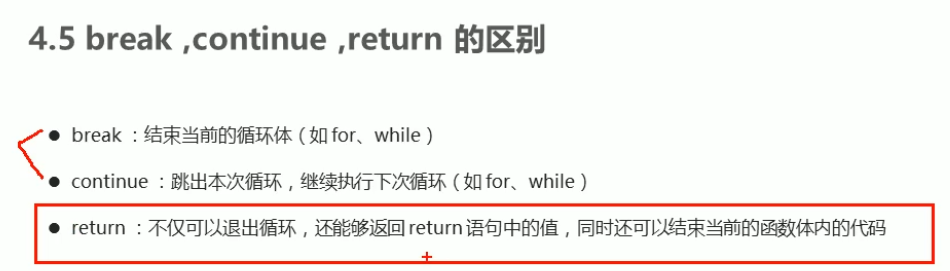 4.5 break ,continue ,return 的区别
● break ：结束当前的循环体（如 for、while）
● continue ：跳出本次循环，继续执行下次循环（如 for、while）
● return ：不仅可以退出循环，还能够返回 return 语句中的值，同时还可以结束当前的函数体内的代码